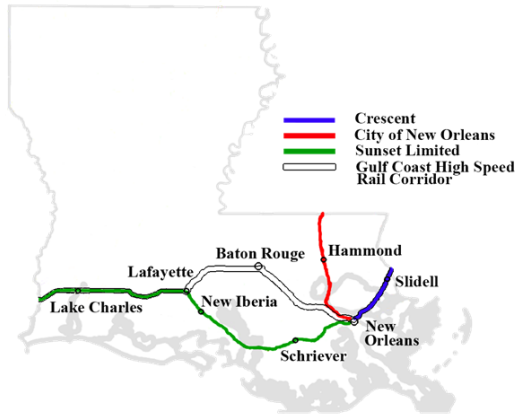 Crescent
City of New Orleans
Sunset Limited
Gulf Coast High Speed
Rail Corridor
Baton Rouge
Hammond
Lafayette
Slidell
Lake Charles
New Iberia
New
Orleans
Schriever